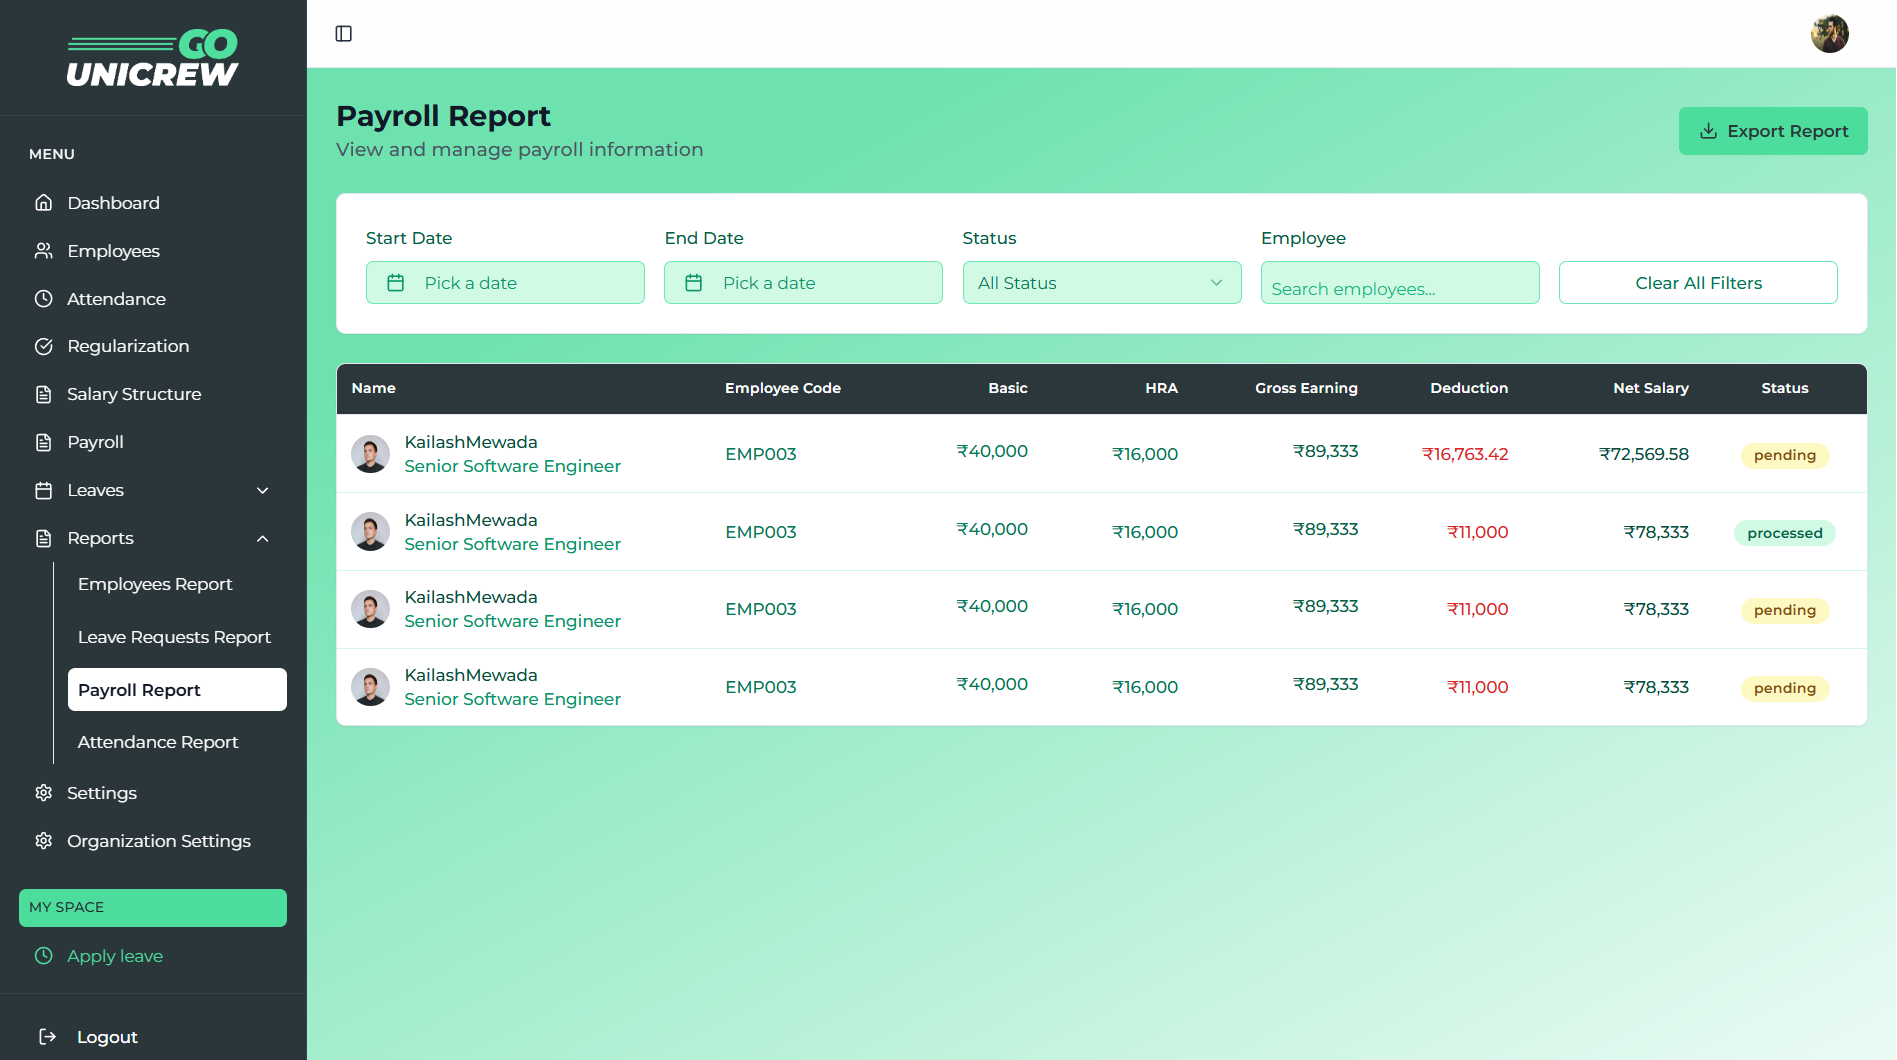 GO
UNICREW
MENU
Dashboard
Employees
Attendance
Regularization
Salary Structure
Payroll
Leaves
Reports
Employees Report
Leave Requests Report
Payroll Report
Attendance Report
Settings
Organization Settings
MY SPACE
Apply leave
Logout
Payroll Report
View and manage payroll information
Export Report
Start Date End Date Status Employee
Pick a date Pick a date All Status Search employees... Clear All Filters
Name Employee Code Basic HRA Gross Earning Deduction Net Salary Status
KailashMewada
Senior Software Engineer
EMP003 ₹40,000 ₹16,000 ₹89,333 ₹16,763.42 ₹72,569.58 pending
KailashMewada
Senior Software Engineer
EMP003 ₹40,000 ₹16,000 ₹89,333 ₹11,000 ₹78,333 processed
KailashMewada
Senior Software Engineer
EMP003 ₹40,000 ₹16,000 ₹89,333 ₹11,000 ₹78,333 pending
KailashMewada
Senior Software Engineer
EMP003 ₹40,000 ₹16,000 ₹89,333 ₹11,000 ₹78,333 pending